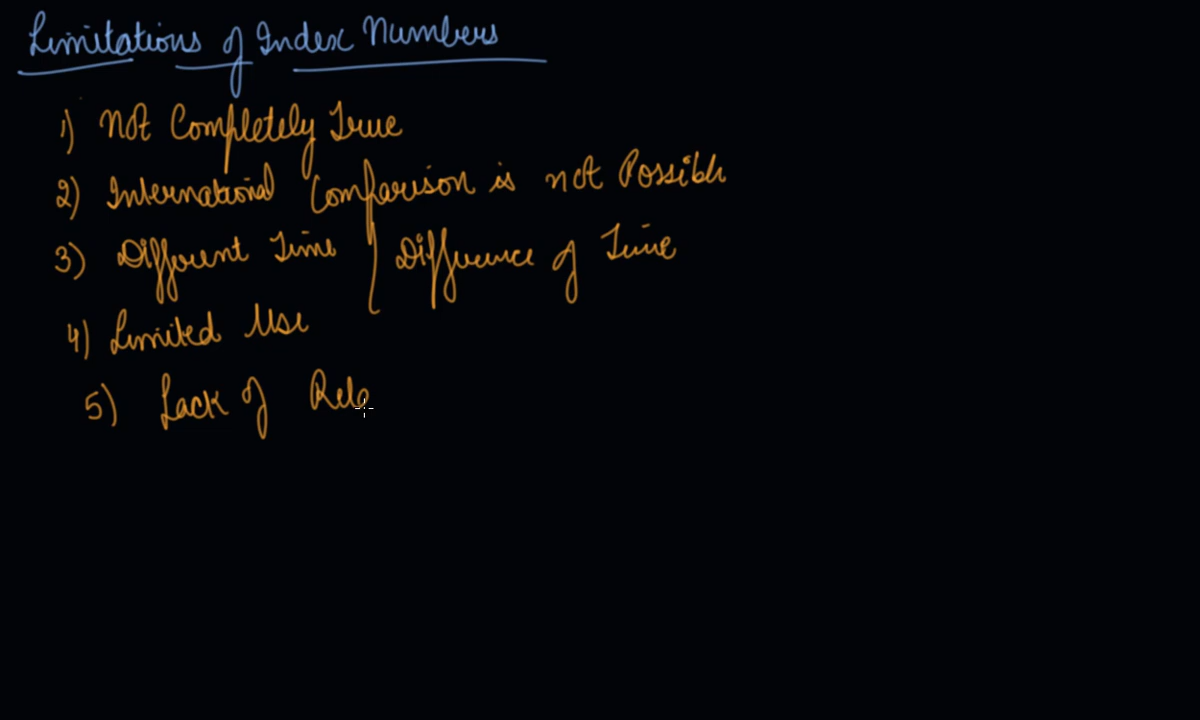 Limitations of Index Numbers
1) Not Completely True
2) International Comparison is not Possible
3) Different Time / Difference of Time
4) Limited Use
5) Lack of Rel